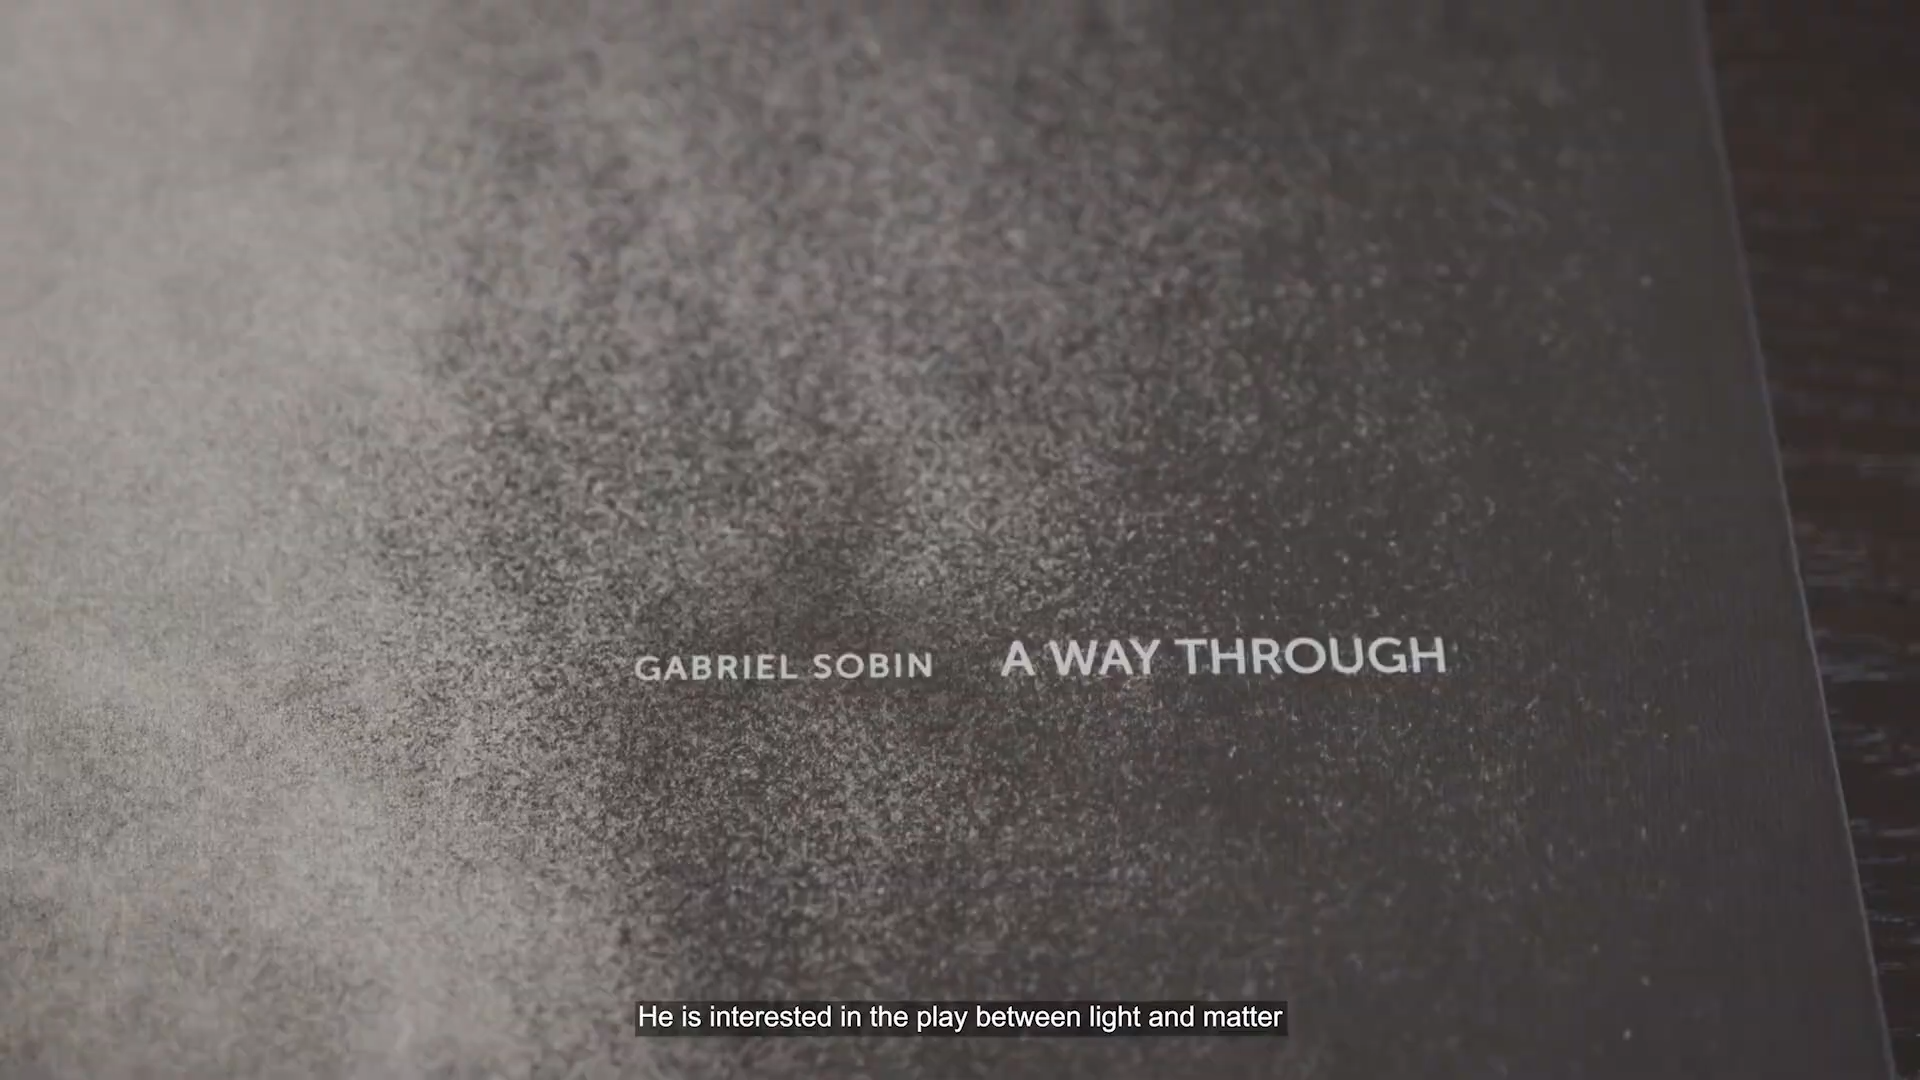 GABRIEL SOBIN A WAY THROUGH
He is interested in the play between light and matter